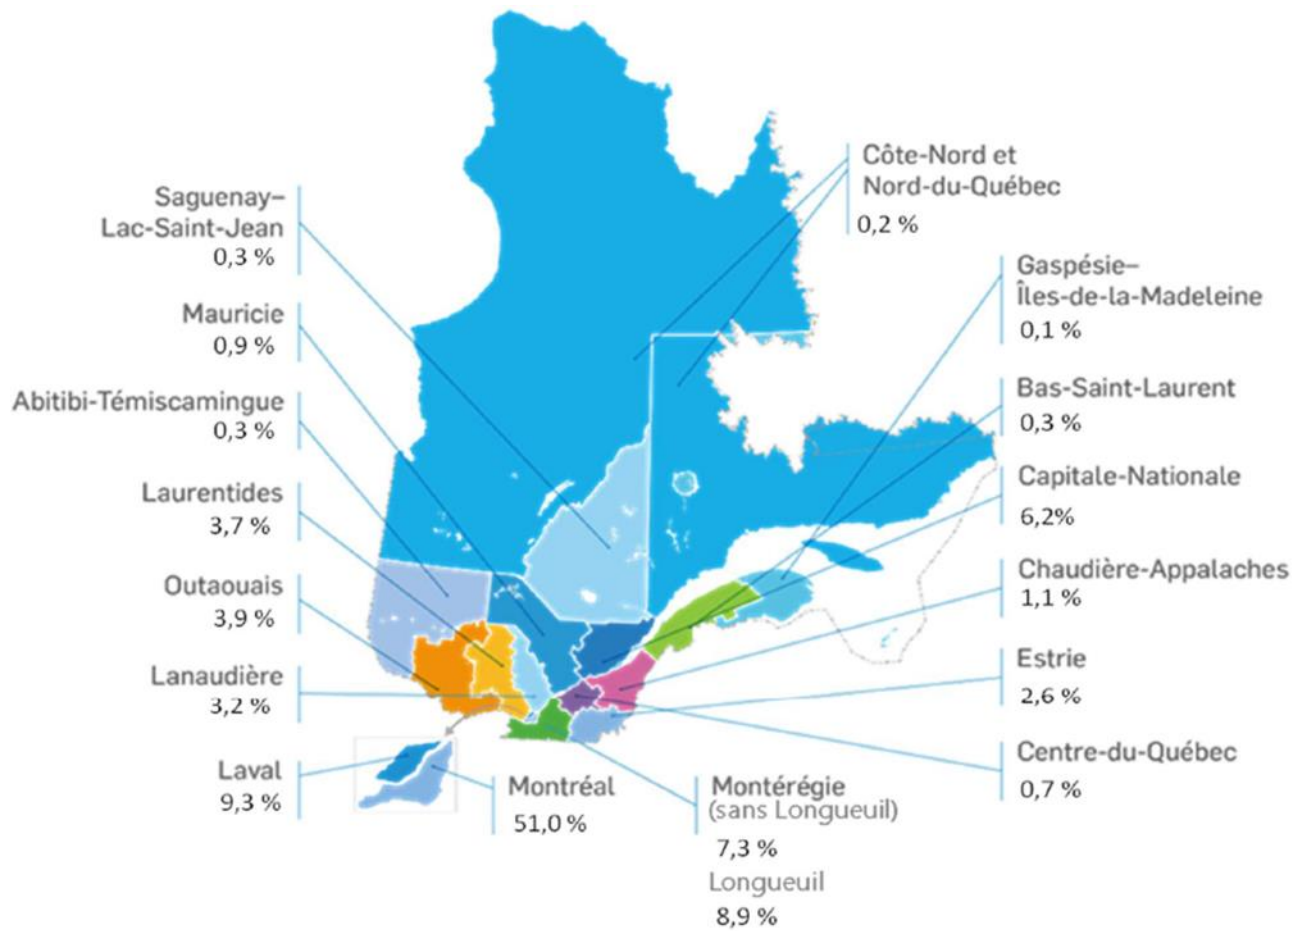 Saguenay–
Lac-Saint-Jean
0,3 %
Mauricie
0,9 %
Abitibi-Témiscamingue
0,3 %
Laurentides
3,7 %
Outaouais
3,9 %
Lanaudière
3,2 %
Laval
9,3 %
Montréal
51,0 %
Montérégie
(sans Longueuil)
7,3 %
Longueuil
8,9 %
Côte-Nord et
Nord-du-Québec
0,2 %
Gaspésie–
Îles-de-la-Madeleine
0,1 %
Bas-Saint-Laurent
0,3 %
Capitale-Nationale
6,2%
Chaudière-Appalaches
1,1 %
Estrie
2,6 %
Centre-du-Québec
0,7 %